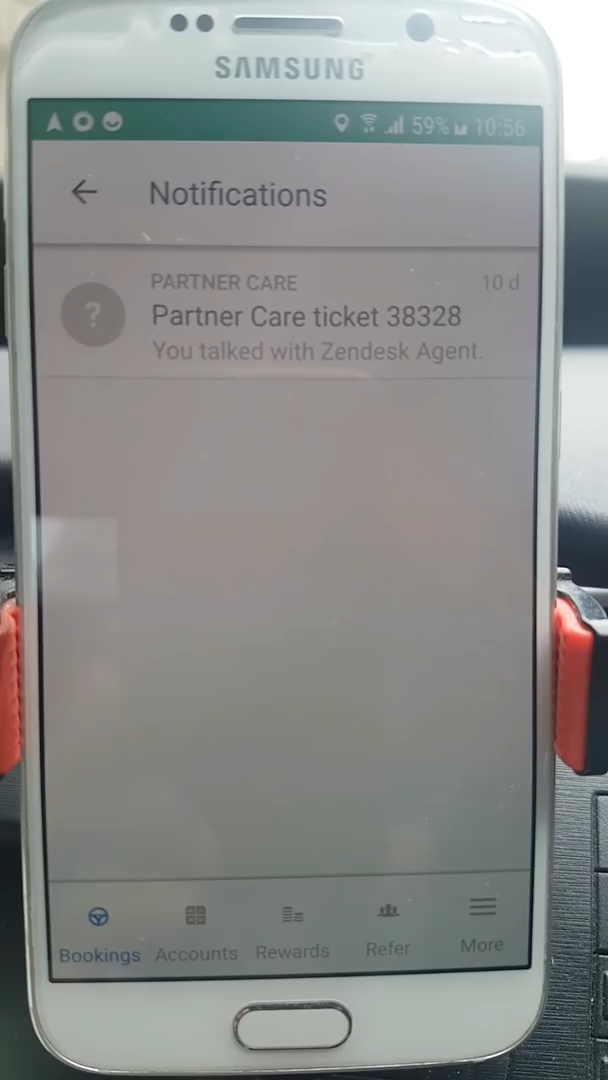 SAMSUNG
59% 10:56
Notifications
PARTNER CARE 10 d
?
Partner Care ticket 38328
You talked with Zendesk Agent.
Bookings Accounts Rewards Refer More